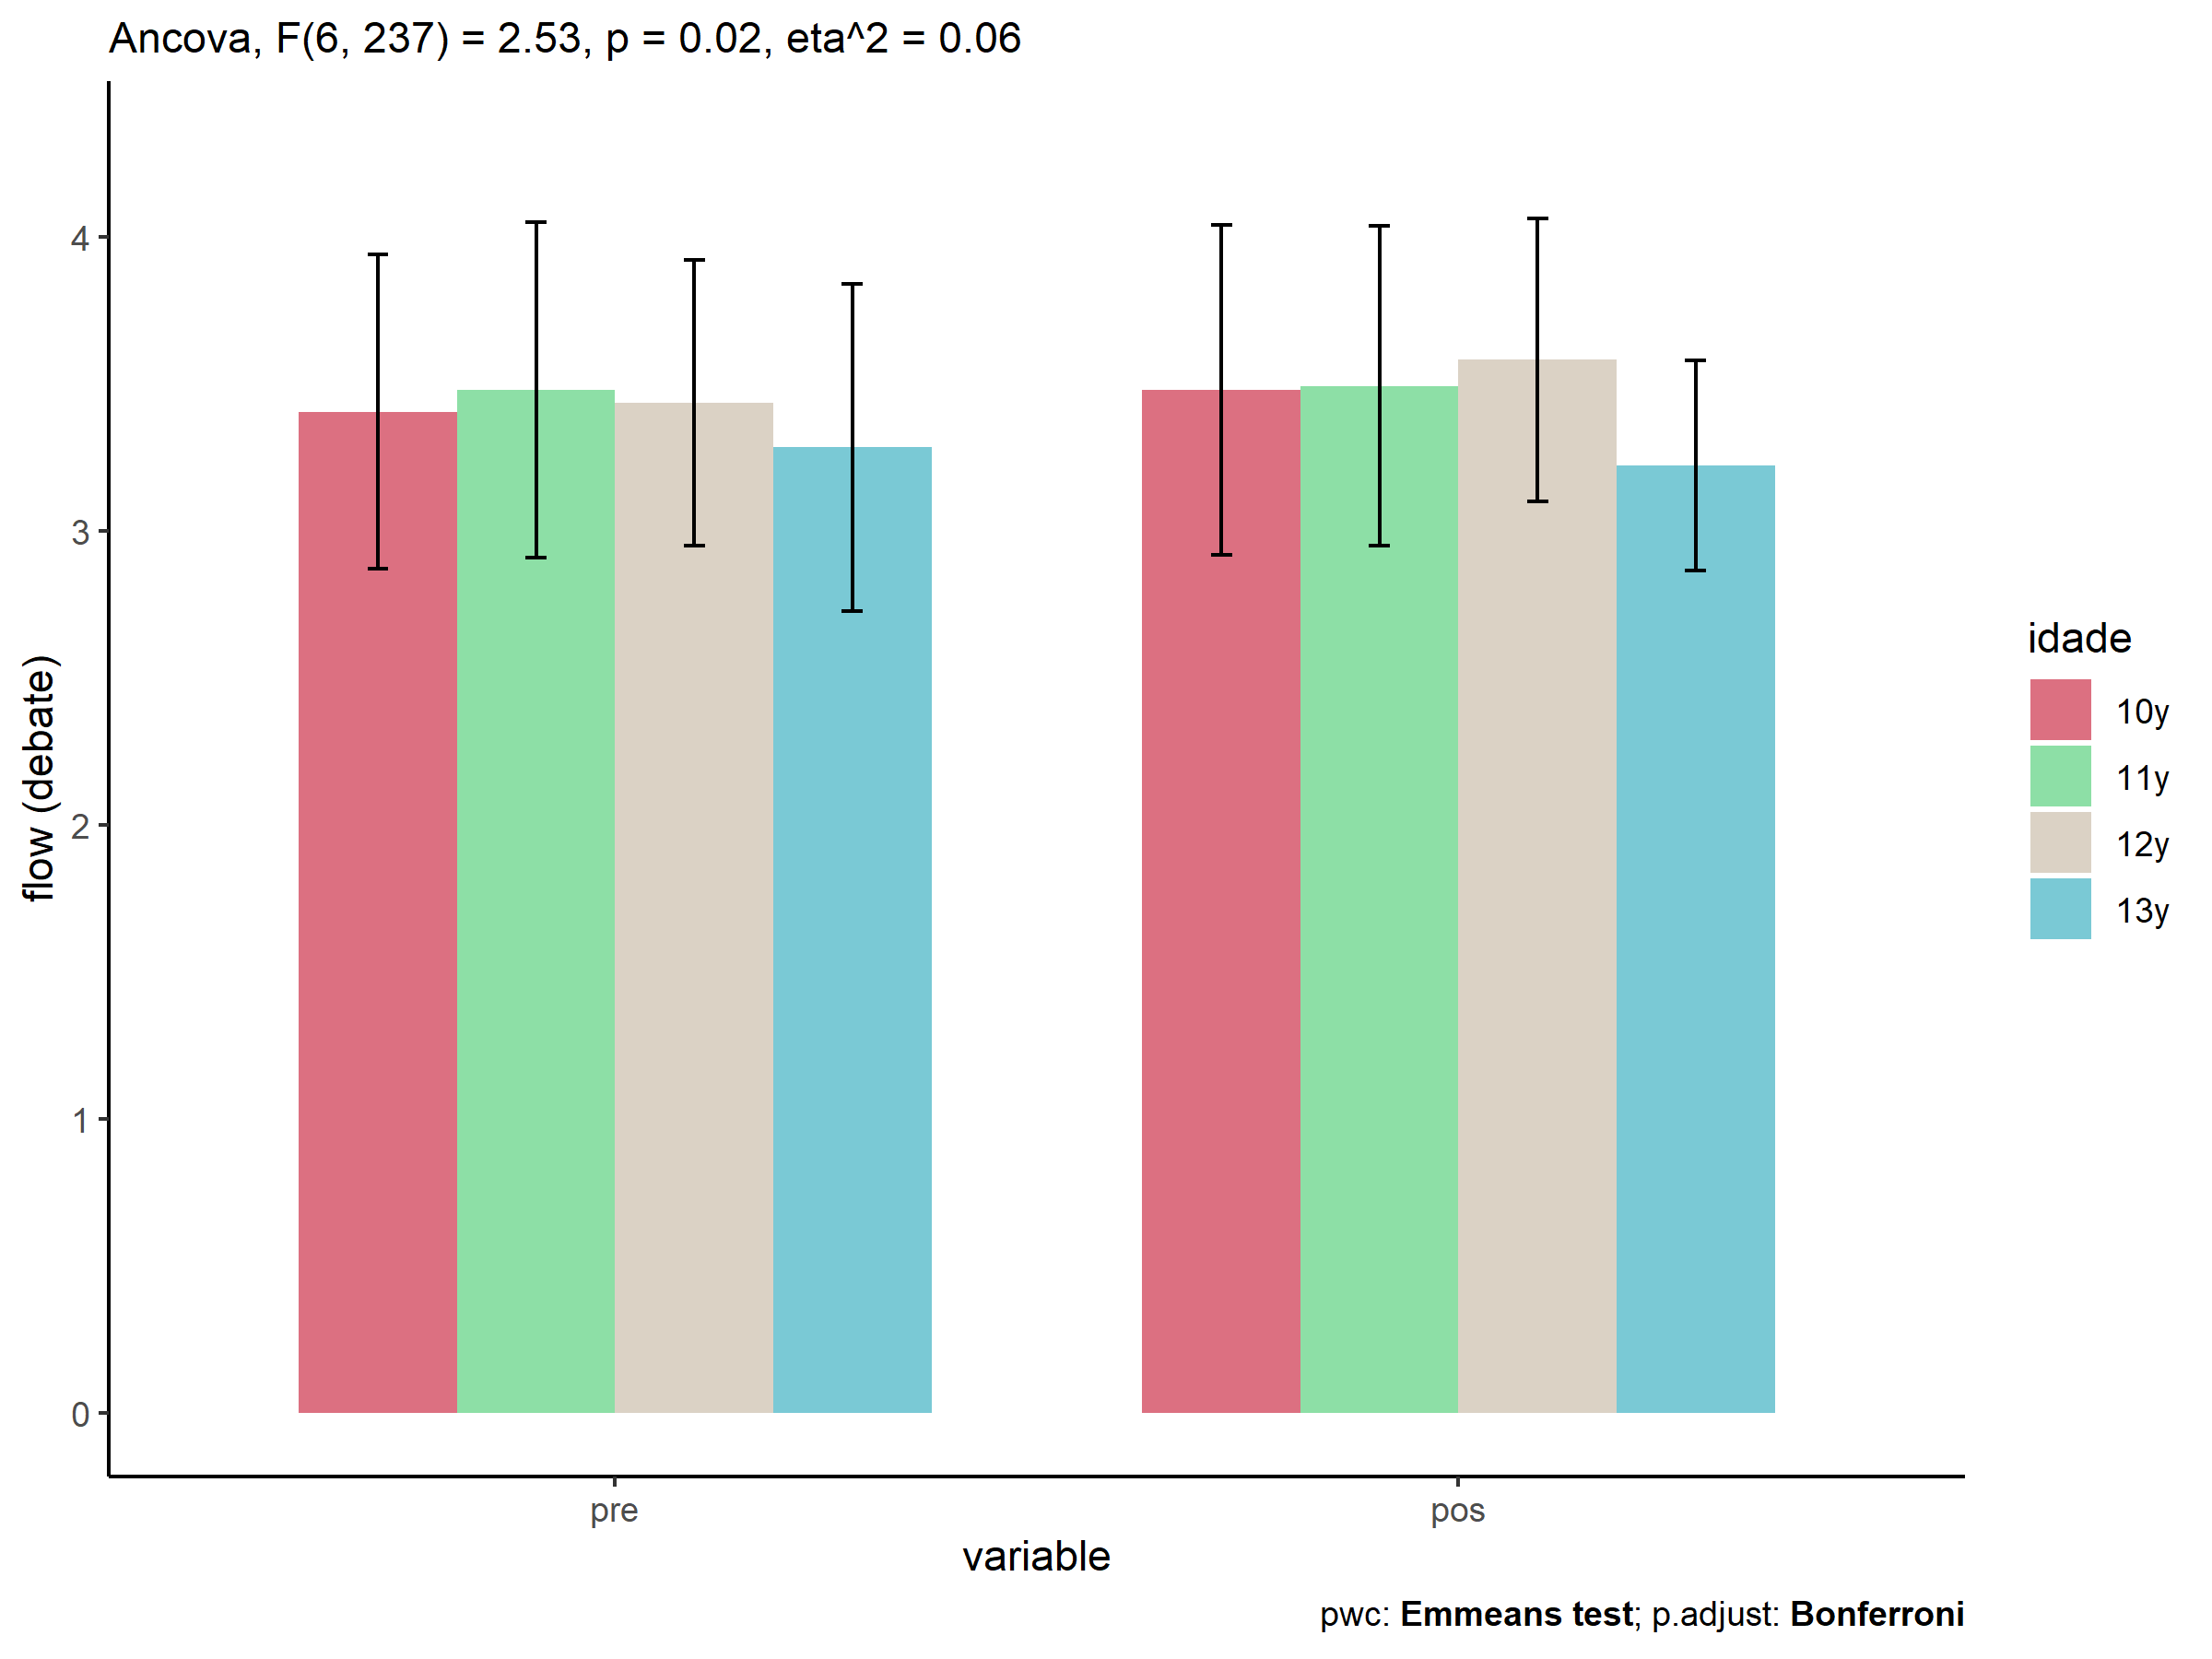 Ancova, F(6, 237) = 2.53, p = 0.02, eta^2 = 0.06
flow (debate)
4
3
2
1
0
pre
pos
variable
idade
10y
11y
12y
13y
pwc: Emmeans test; p.adjust: Bonferroni